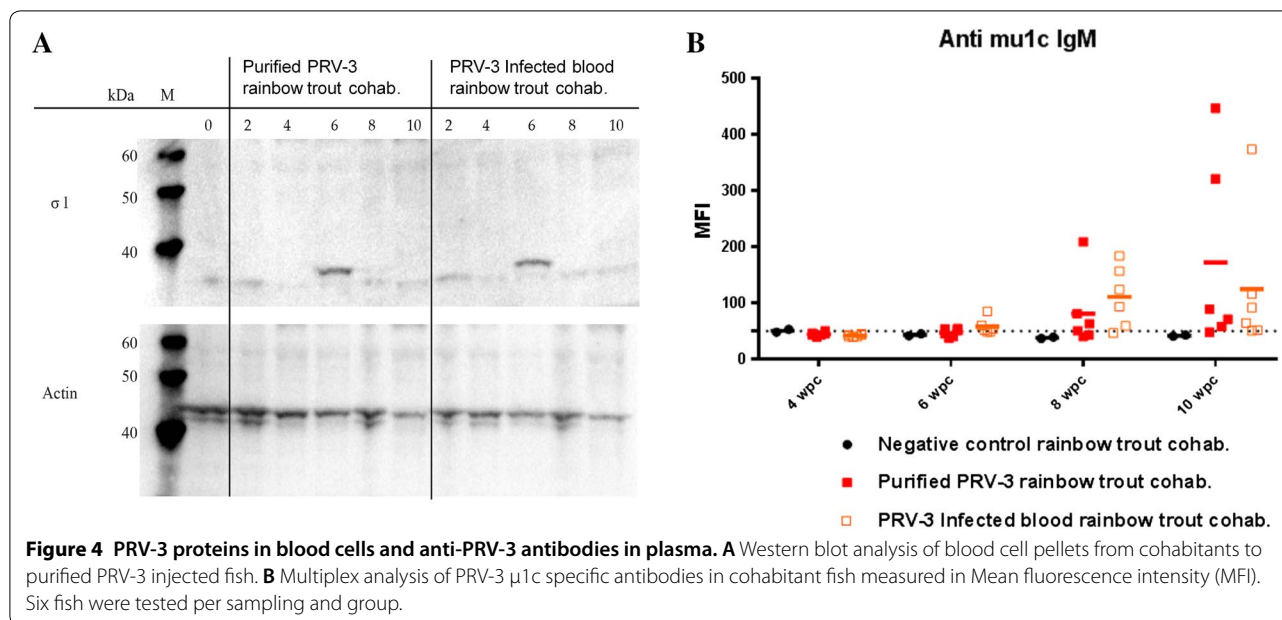 A
Purified PRV-3
rainbow trout cohab.
PRV-3 Infected blood
rainbow trout cohab.
kDa M
0 2 4 6 8 10 2 4 6 8 10
60
50
σ 1
40
60
50
Actin
40
B
Anti mu1c IgM
500
400
300
MFI
200
100
0
4 wpc
6 wpc
8 wpc
10 wpc
Negative control rainbow trout cohab.
Purified PRV-3 rainbow trout cohab.
PRV-3 Infected blood rainbow trout cohab.
Figure 4 PRV-3 proteins in blood cells and anti-PRV-3 antibodies in plasma. A Western blot analysis of blood cell pellets from cohabitants to
purified PRV-3 injected fish. B Multiplex analysis of PRV-3 µ1c specific antibodies in cohabitant fish measured in Mean fluorescence intensity (MFI).
Six fish were tested per sampling and group.